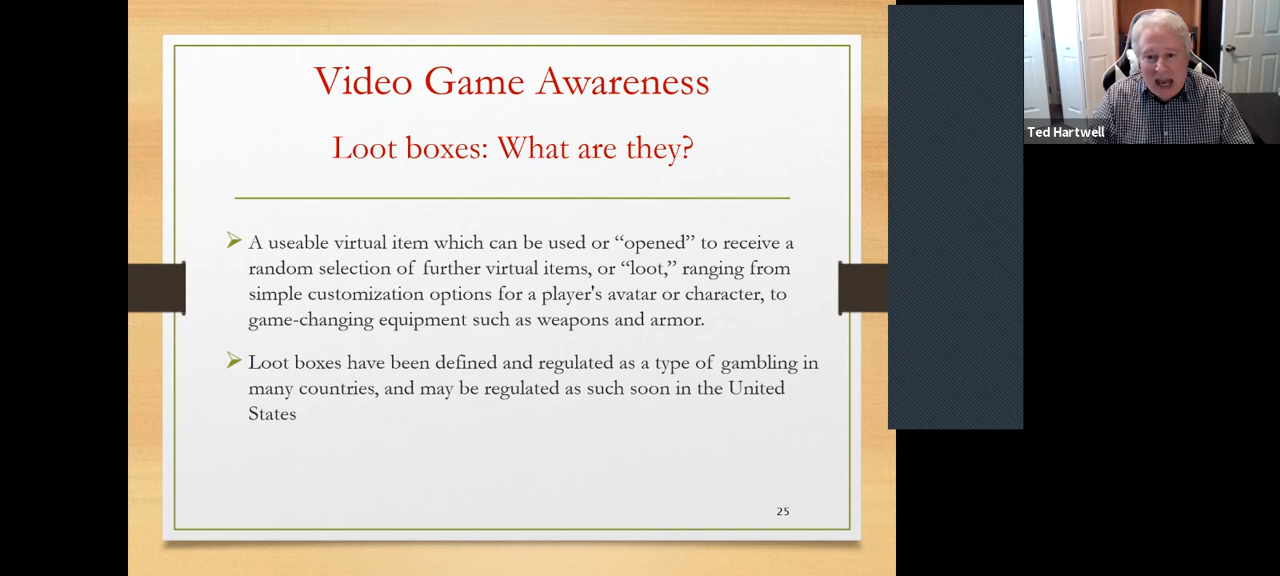 Video Game Awareness
Loot boxes: What are they?
A useable virtual item which can be used or “opened” to receive a
random selection of further virtual items, or “loot,” ranging from
simple customization options for a player's avatar or character, to
game-changing equipment such as weapons and armor.
Loot boxes have been defined and regulated as a type of gambling in
many countries, and may be regulated as such soon in the United
States
25
Ted Hartwell